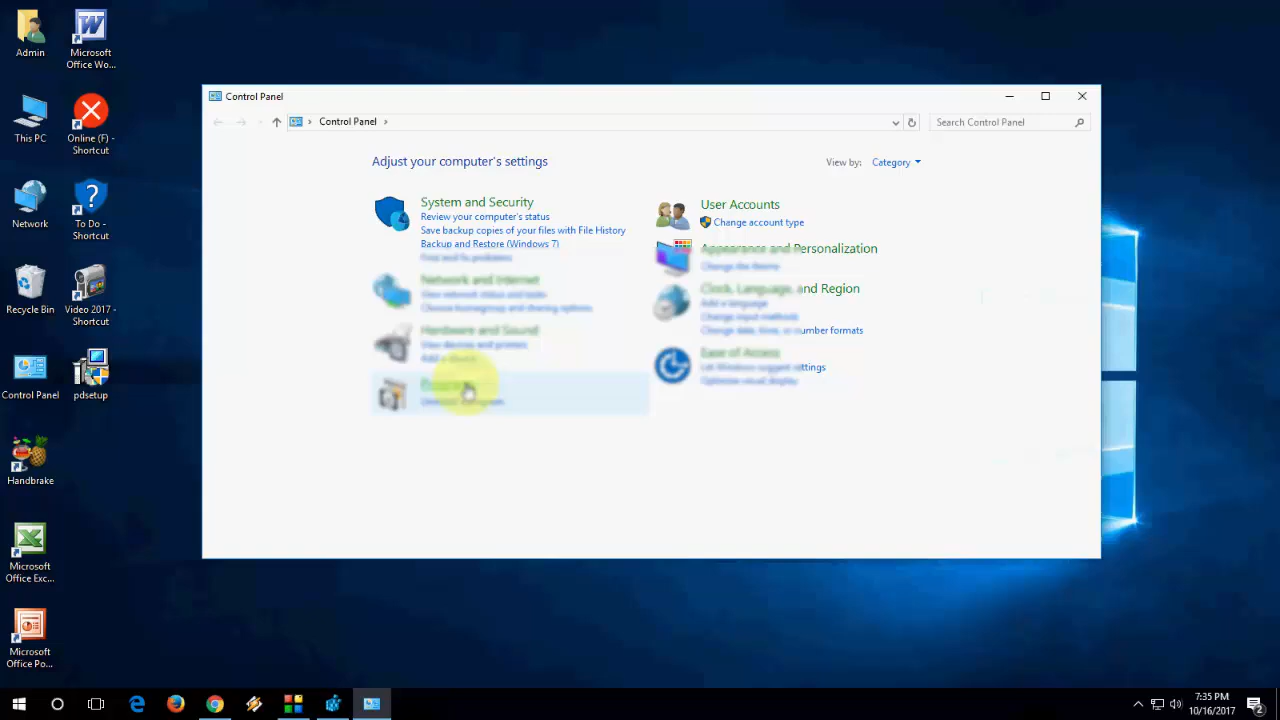 Admin
Microsoft
Office Wo...
This PC
Online (F) -
Shortcut
Network
To Do -
Shortcut
Recycle Bin
Video 2017 -
Shortcut
Control Panel
pdsetup
Handbrake
Microsoft
Office Exc...
Microsoft
Office Po...
Control Panel
Control Panel
Search Control Panel
Adjust your computer's settings
View by: Category
System and Security
Review your computer's status
Save backup copies of your files with File History
Backup and Restore (Windows 7)
Find and fix problems
Network and Internet
View network status and tasks
Choose homegroup and sharing options
Hardware and Sound
View devices and printers
Add a device
User Accounts
Change account type
Appearance and Personalization
Change the theme
Clock, Language, and Region
Add a language
Change input methods
Change date, time, or number formats
Ease of Access
Let Windows suggest settings
Optimize visual display
7:35 PM
10/16/2017
2